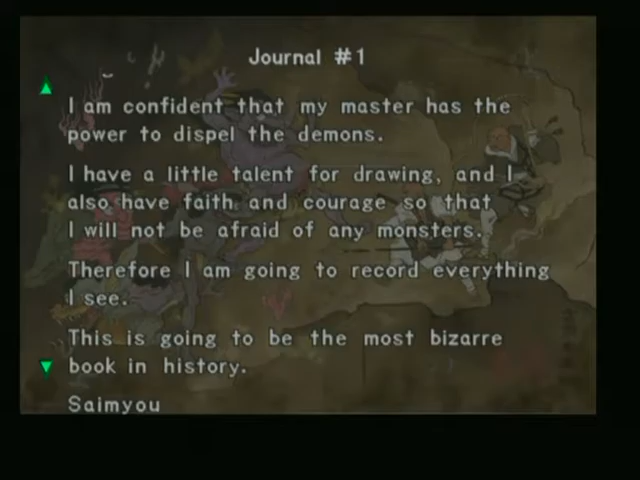 Journal #1
I am confident that my master has the
power to dispel the demons.
I have a little talent for drawing, and I
also have faith and courage so that
I will not be afraid of any monsters.
Therefore I am going to record everything
I see.
This is going to be the most bizarre
book in history.
Saimyou